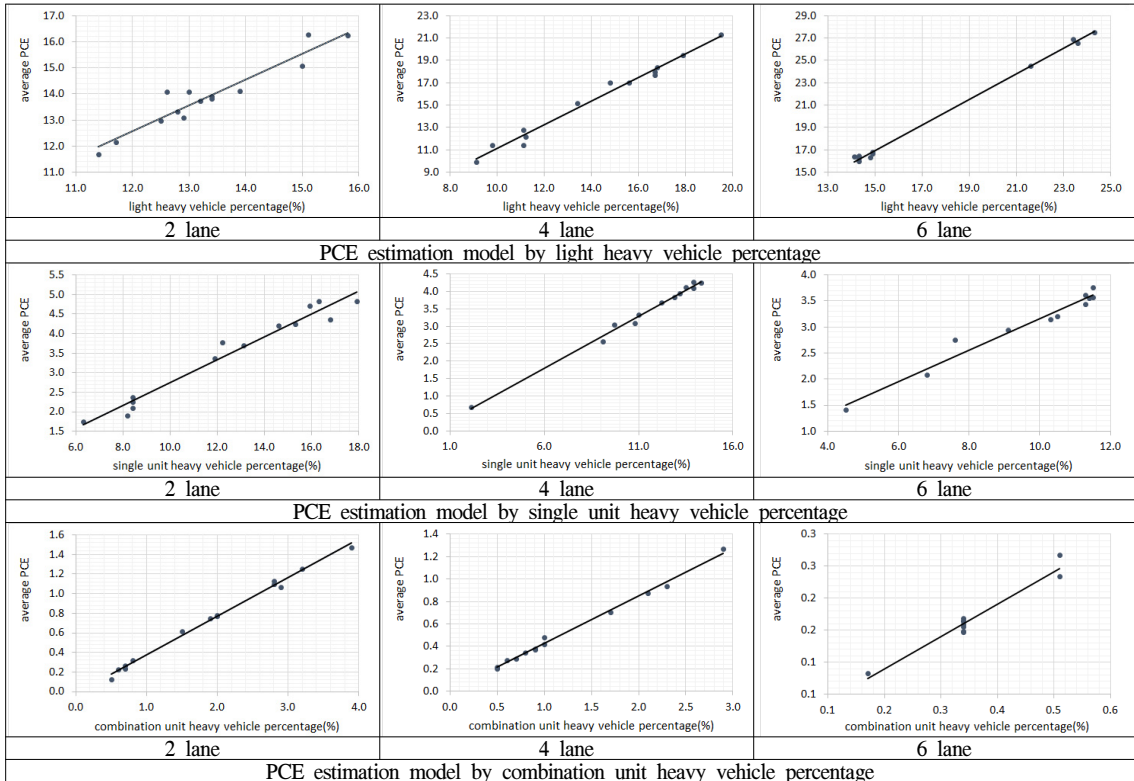 average PCE
17.0
16.0
15.0
14.0
13.0
12.0
11.0
11.0 12.0 13.0 14.0 15.0 16.0
light heavy vehicle percentage(%)
average PCE
23.0
21.0
19.0
17.0
15.0
13.0
11.0
9.0
8.0 10.0 12.0 14.0 16.0 18.0 20.0
light heavy vehicle percentage(%)
average PCE
29.0
27.0
25.0
23.0
21.0
19.0
17.0
15.0
13.0 15.0 17.0 19.0 21.0 23.0 25.0
light heavy vehicle percentage(%)
2 lane 4 lane 6 lane
PCE estimation model by light heavy vehicle percentage
average PCE
5.5
5.0
4.5
4.0
3.5
3.0
2.5
2.0
1.5
6.0 8.0 10.0 12.0 14.0 16.0 18.0
single unit heavy vehicle percentage(%)
average PCE
4.5
4.0
3.5
3.0
2.5
2.0
1.5
1.0
0.5
0.0
1.0 6.0 11.0 16.0
single unit heavy vehicle percentage(%)
average PCE
4.0
3.5
3.0
2.5
2.0
1.5
1.0
4.0 6.0 8.0 10.0 12.0
single unit heavy vehicle percentage(%)
2 lane 4 lane 6 lane
PCE estimation model by single unit heavy vehicle percentage
average PCE
1.6
1.4
1.2
1.0
0.8
0.6
0.4
0.2
0.0
0.0 1.0 2.0 3.0 4.0
combination unit heavy vehicle percentage(%)
average PCE
1.4
1.2
1.0
0.8
0.6
0.4
0.2
0.0
0.0 0.5 1.0 1.5 2.0 2.5 3.0
combination unit heavy vehicle percentage(%)
average PCE
0.3
0.3
0.2
0.2
0.1
0.1
0.1 0.2 0.3 0.4 0.5 0.6
combination unit heavy vehicle percentage(%)
2 lane 4 lane 6 lane
PCE estimation model by combination unit heavy vehicle percentage